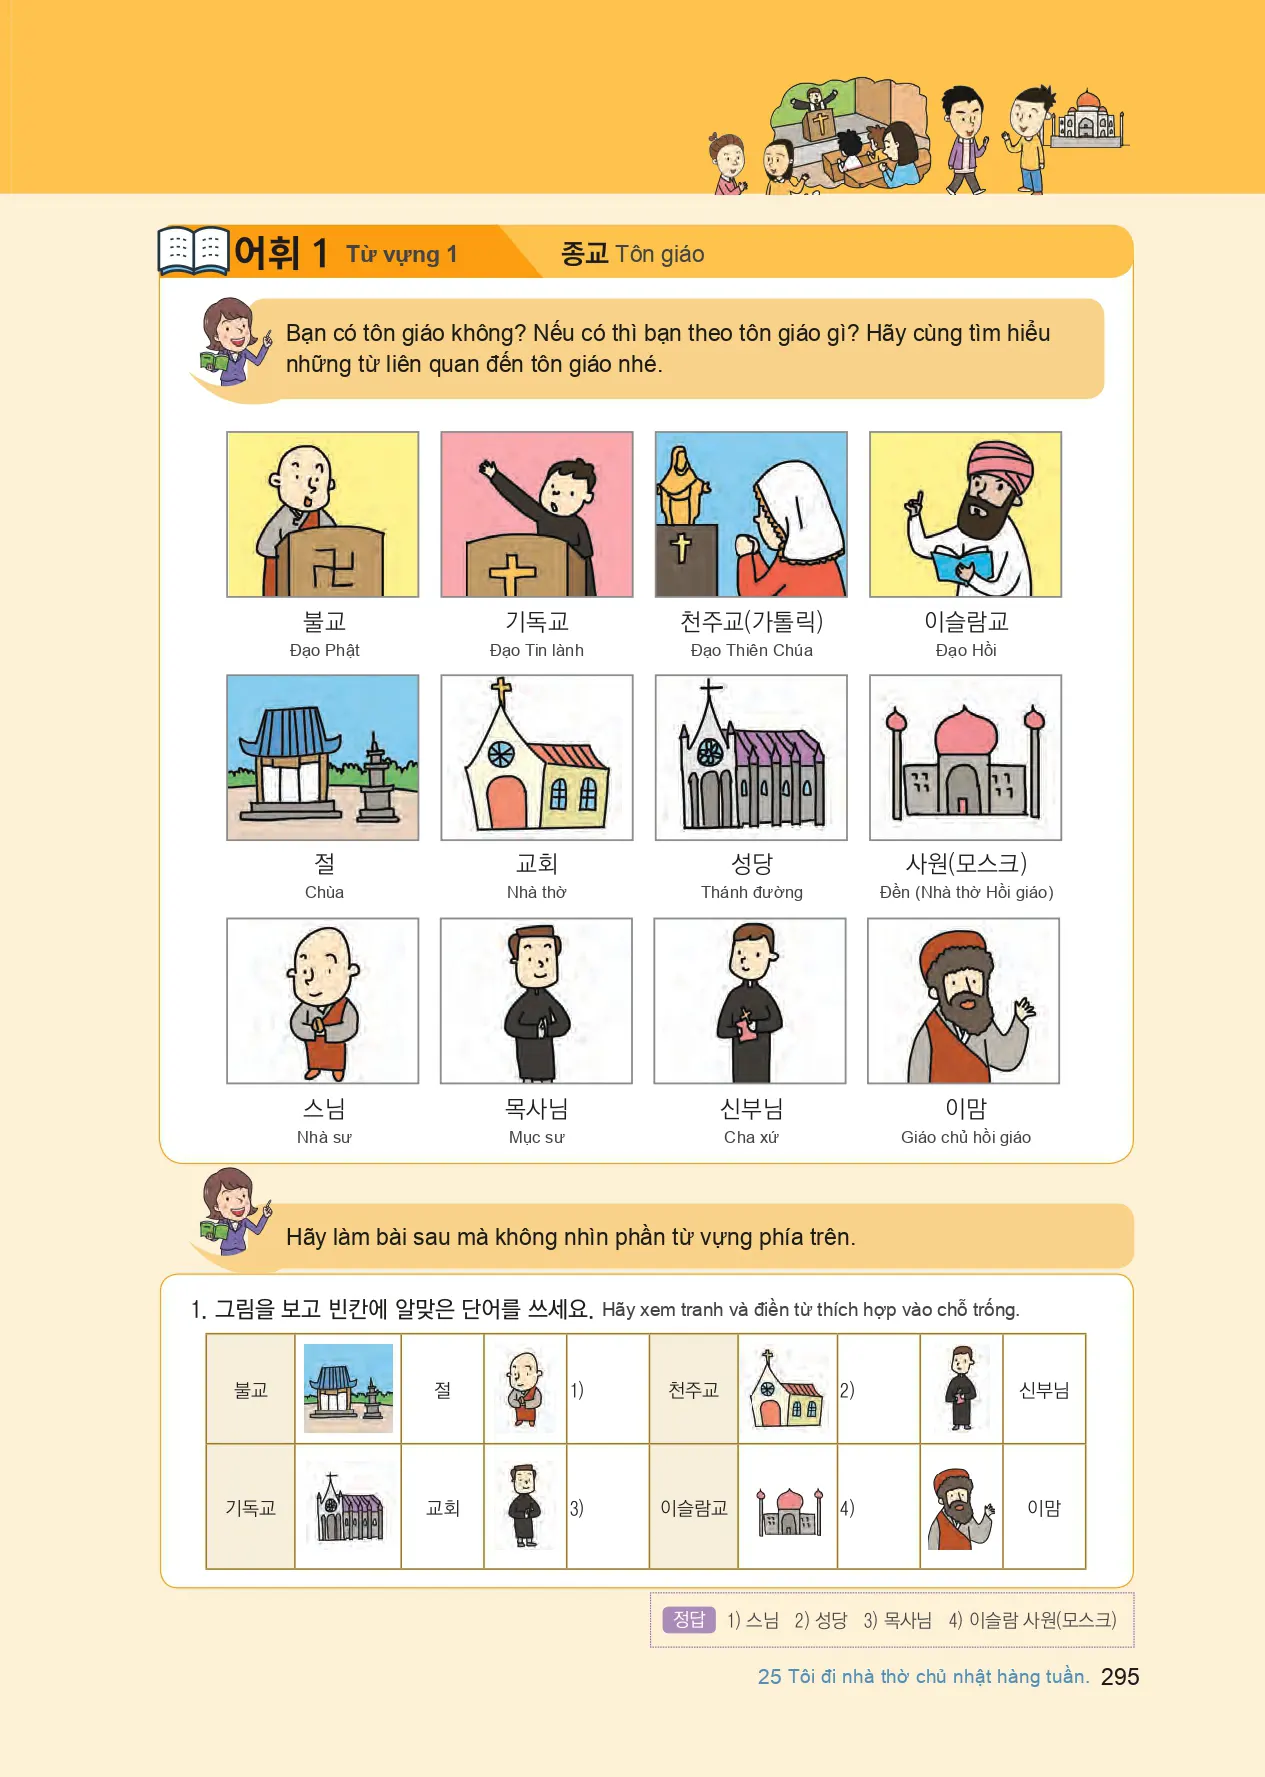 어휘 1 Từ vựng 1 종교 Tôn giáo
Bạn có tôn giáo không? Nếu có thì bạn theo tôn giáo gì? Hãy cùng tìm hiểu
những từ liên quan đến tôn giáo nhé.
불교 기독교 천주교(가톨릭) 이슬람교
Đạo Phật Đạo Tin lành Đạo Thiên Chúa Đạo Hồi
절 교회 성당 사원(모스크)
Chùa Nhà thờ Thánh đường Đền (Nhà thờ Hồi giáo)
스님 목사님 신부님 이맘
Nhà sư Mục sư Cha xứ Giáo chủ hồi giáo
Hãy làm bài sau mà không nhìn phần từ vựng phía trên.
1. 그림을 보고 빈칸에 알맞은 단어를 쓰세요. Hãy xem tranh và điền từ thích hợp vào chỗ trống.
불교 절 1) 천주교 2) 신부님
기독교 교회 3) 이슬람교 4) 이맘
정답 1) 스님 2) 성당 3) 목사님 4) 이슬람 사원(모스크)
25 Tôi đi nhà thờ chủ nhật hàng tuần. 295